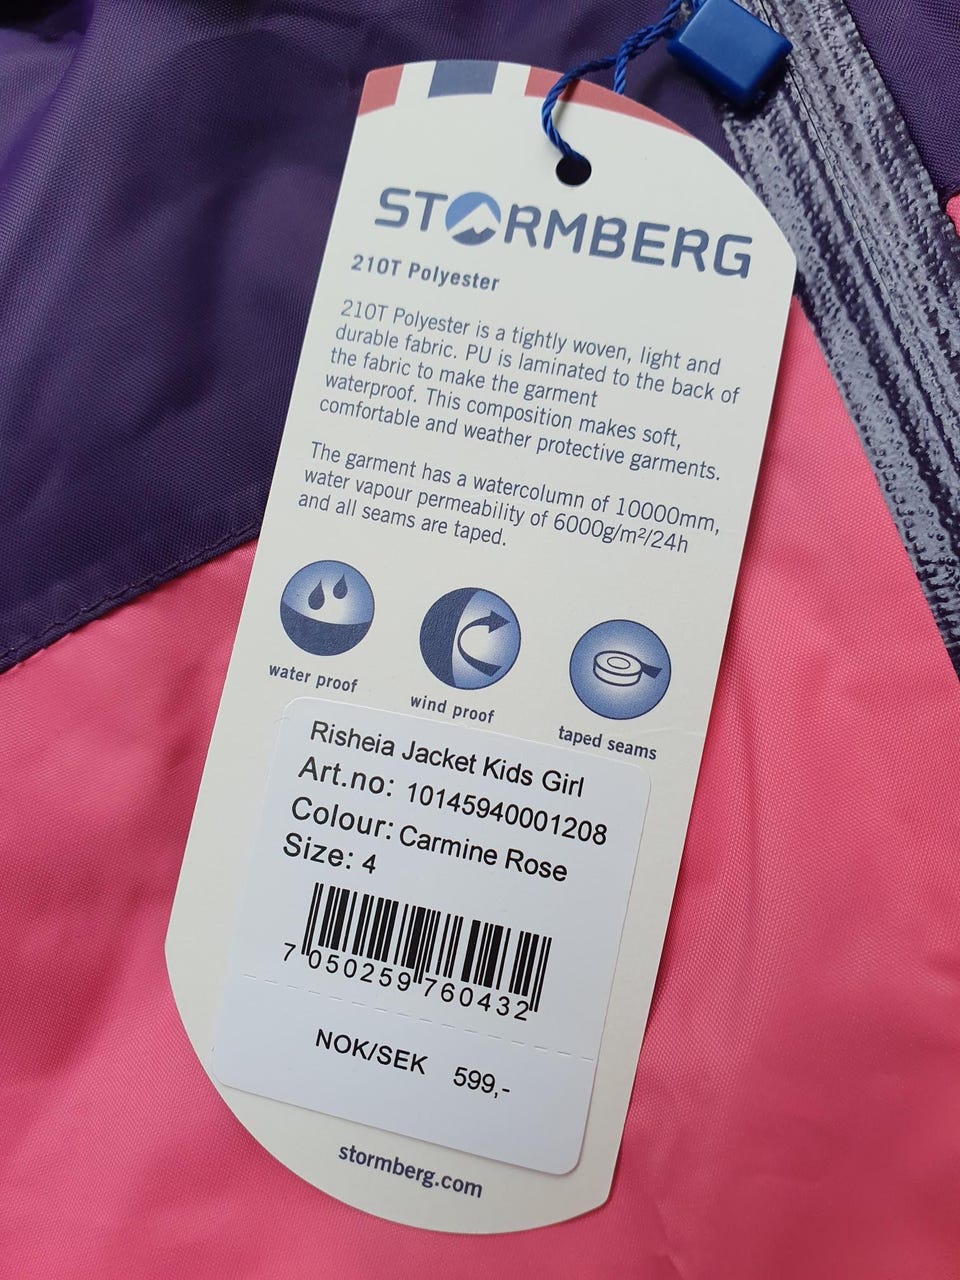 STORMBERG
210T Polyester
210T Polyester is a tightly woven, light and
durable fabric. PU is laminated to the back of
the fabric to make the garment
waterproof. This composition makes soft,
comfortable and weather protective garments.
The garment has a watercolumn of 10000mm,
water vapour permeability of 6000g/m²/24h
and all seams are taped.
water proof
wind proof
taped seams
Risheia Jacket Kids Girl
Art.no: 10145940001208
Colour: Carmine Rose
Size: 4
7 050259 760432
NOK/SEK 599,-
stormberg.com